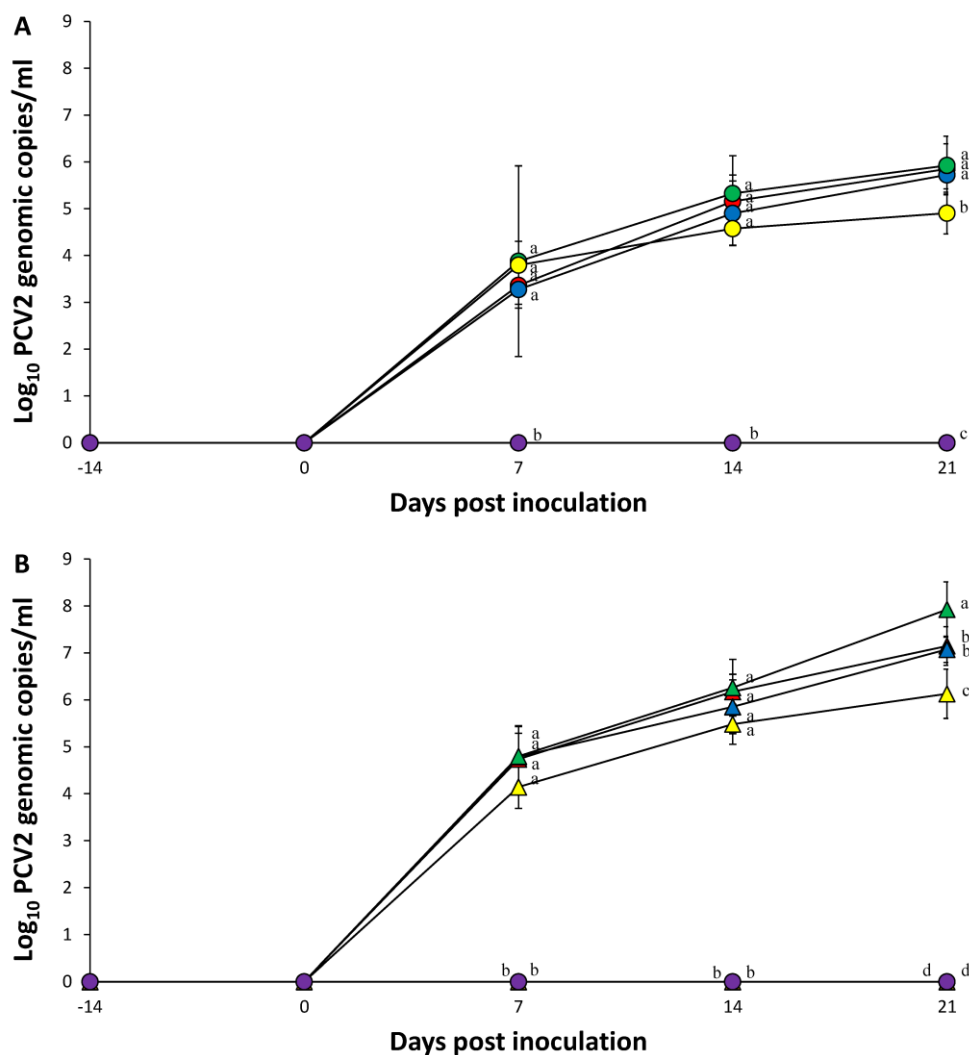 A
Log10 PCV2 genomic copies/ml
9
8
7
6
5
4
3
2
1
0
a
a
a
a
b
a
a
a
a
b
a
a
a
b
c
-14
0
7
14
21
Days post inoculation
B
Log10 PCV2 genomic copies/ml
9
8
7
6
5
4
3
2
1
0
a
a
a
a
b b
a
a
a
a
b b
a
b
b
c
d d
-14
0
7
14
21
Days post inoculation